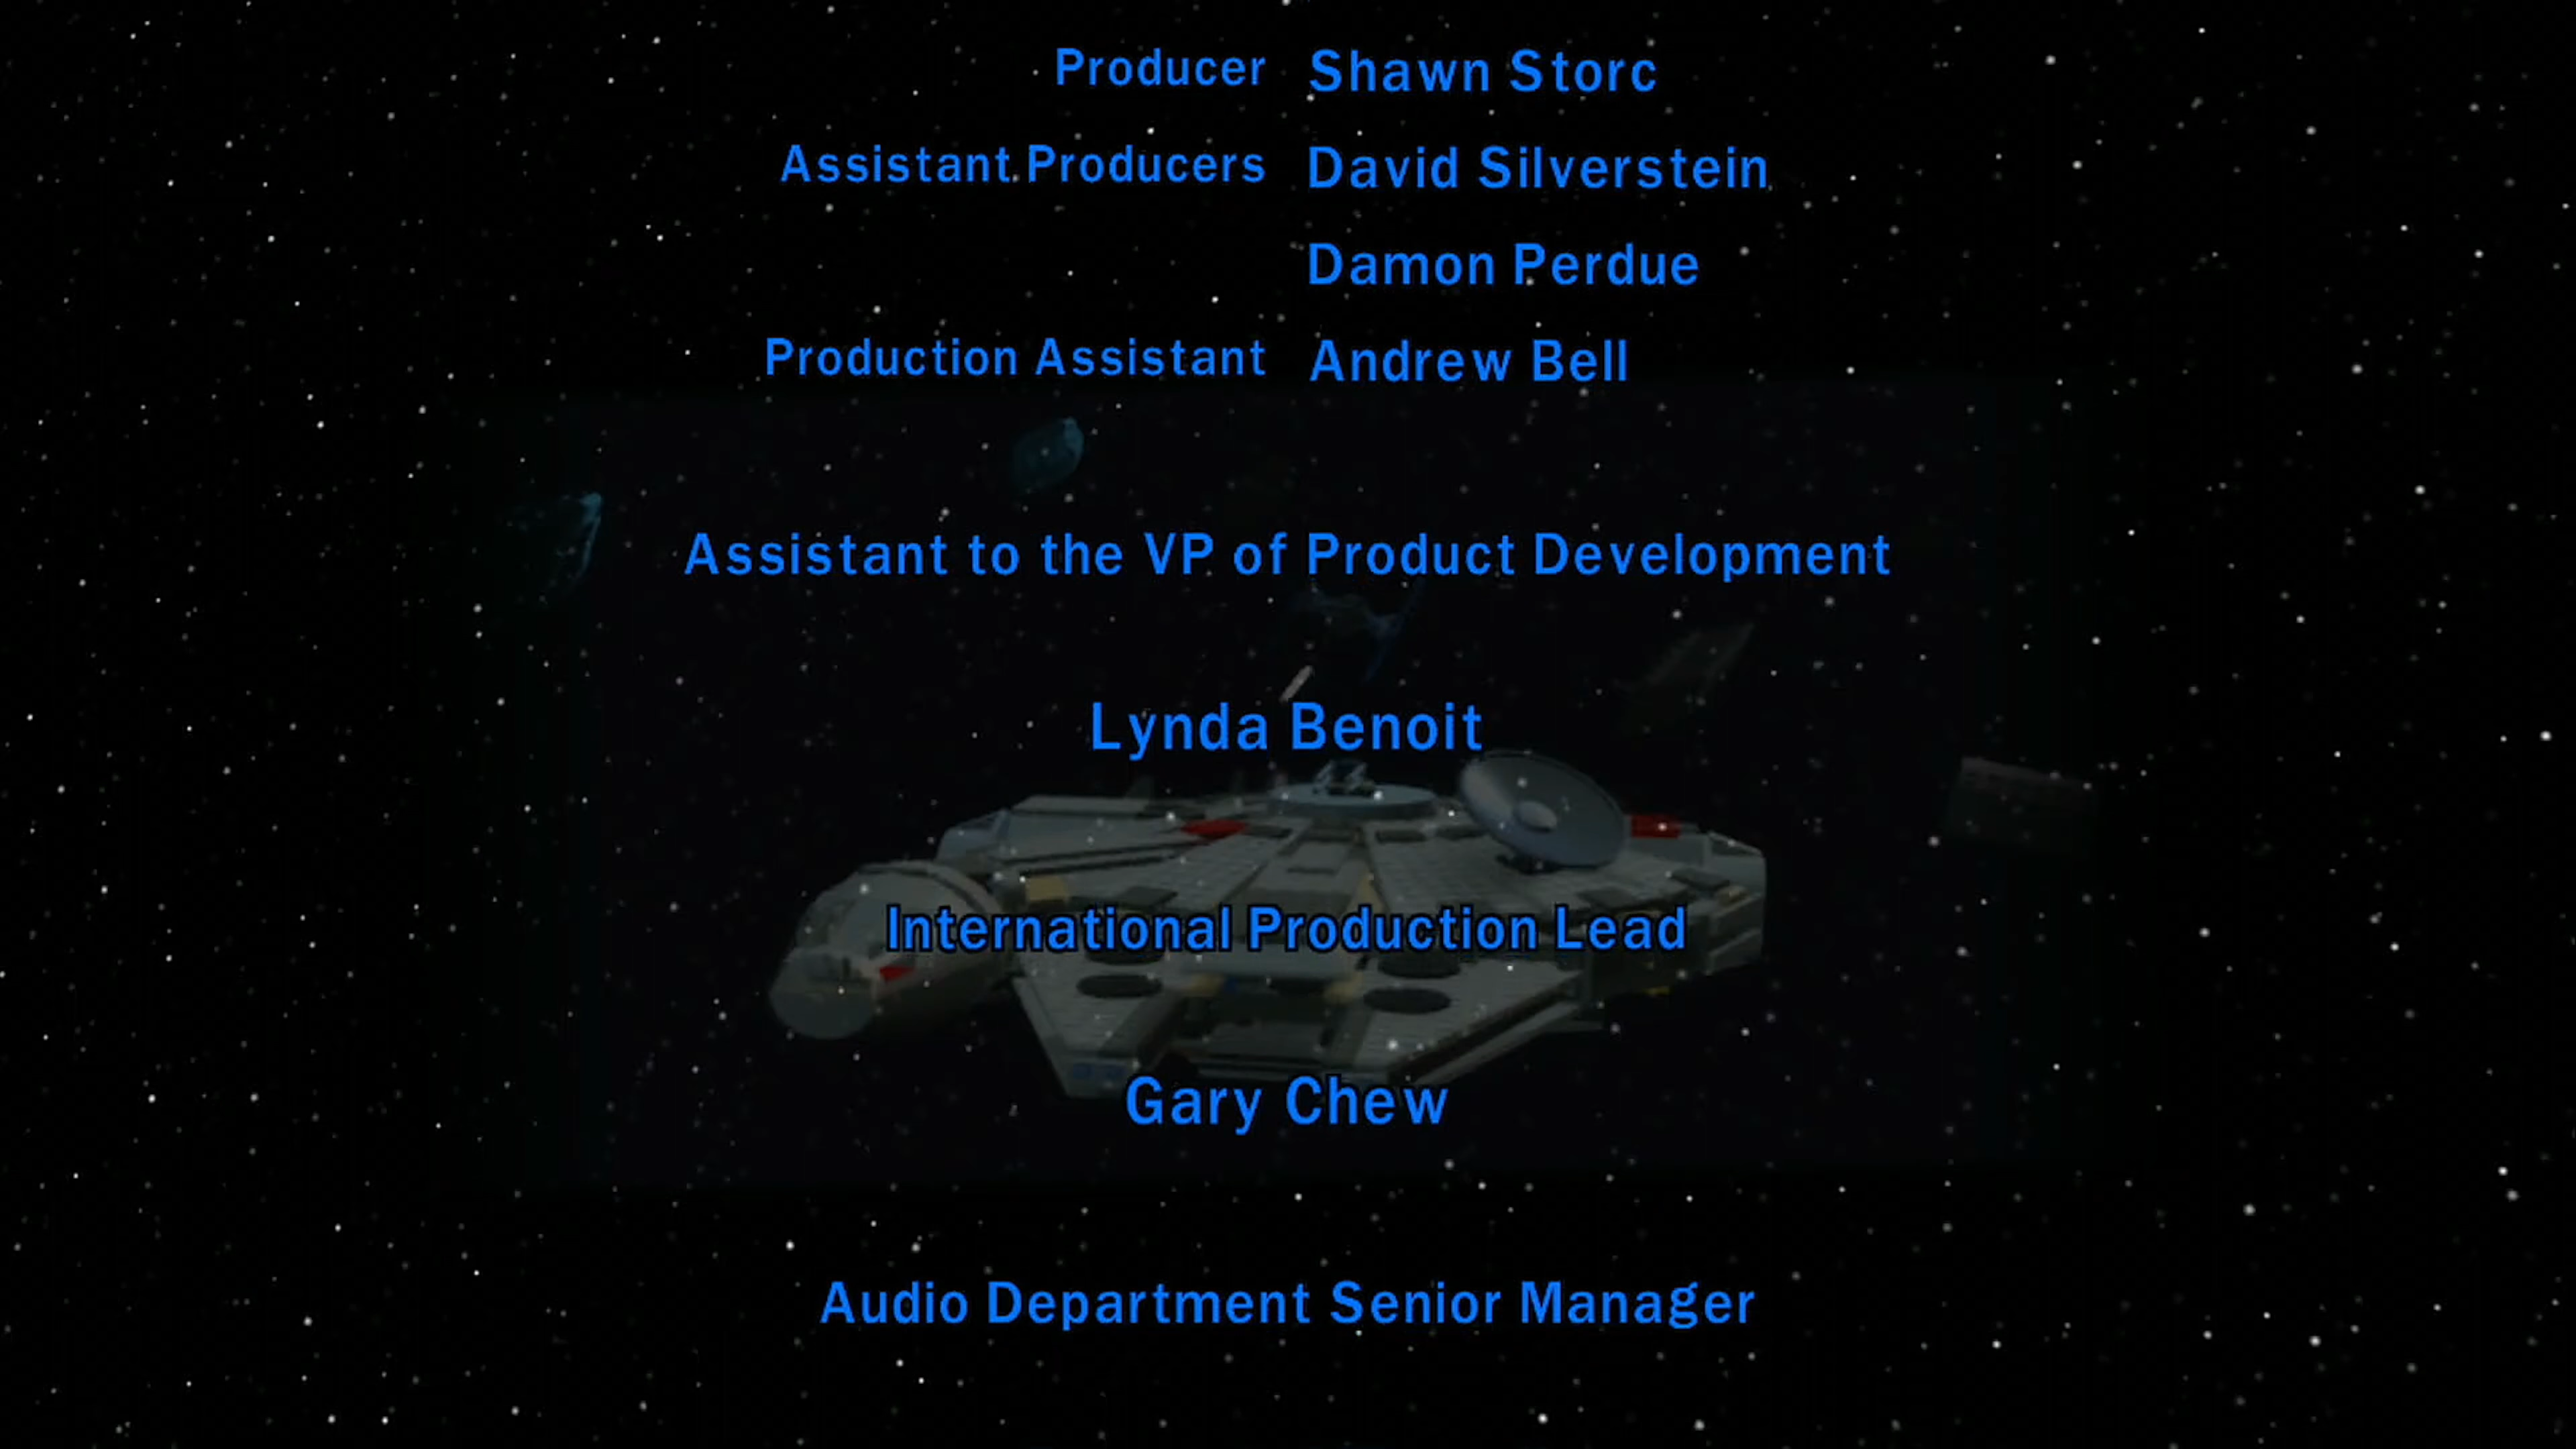 Producer Shawn Storc
Assistant Producers David Silverstein
Damon Perdue
Production Assistant Andrew Bell
Assistant to the VP of Product Development
Lynda Benoit
International Production Lead
Gary Chew
Audio Department Senior Manager